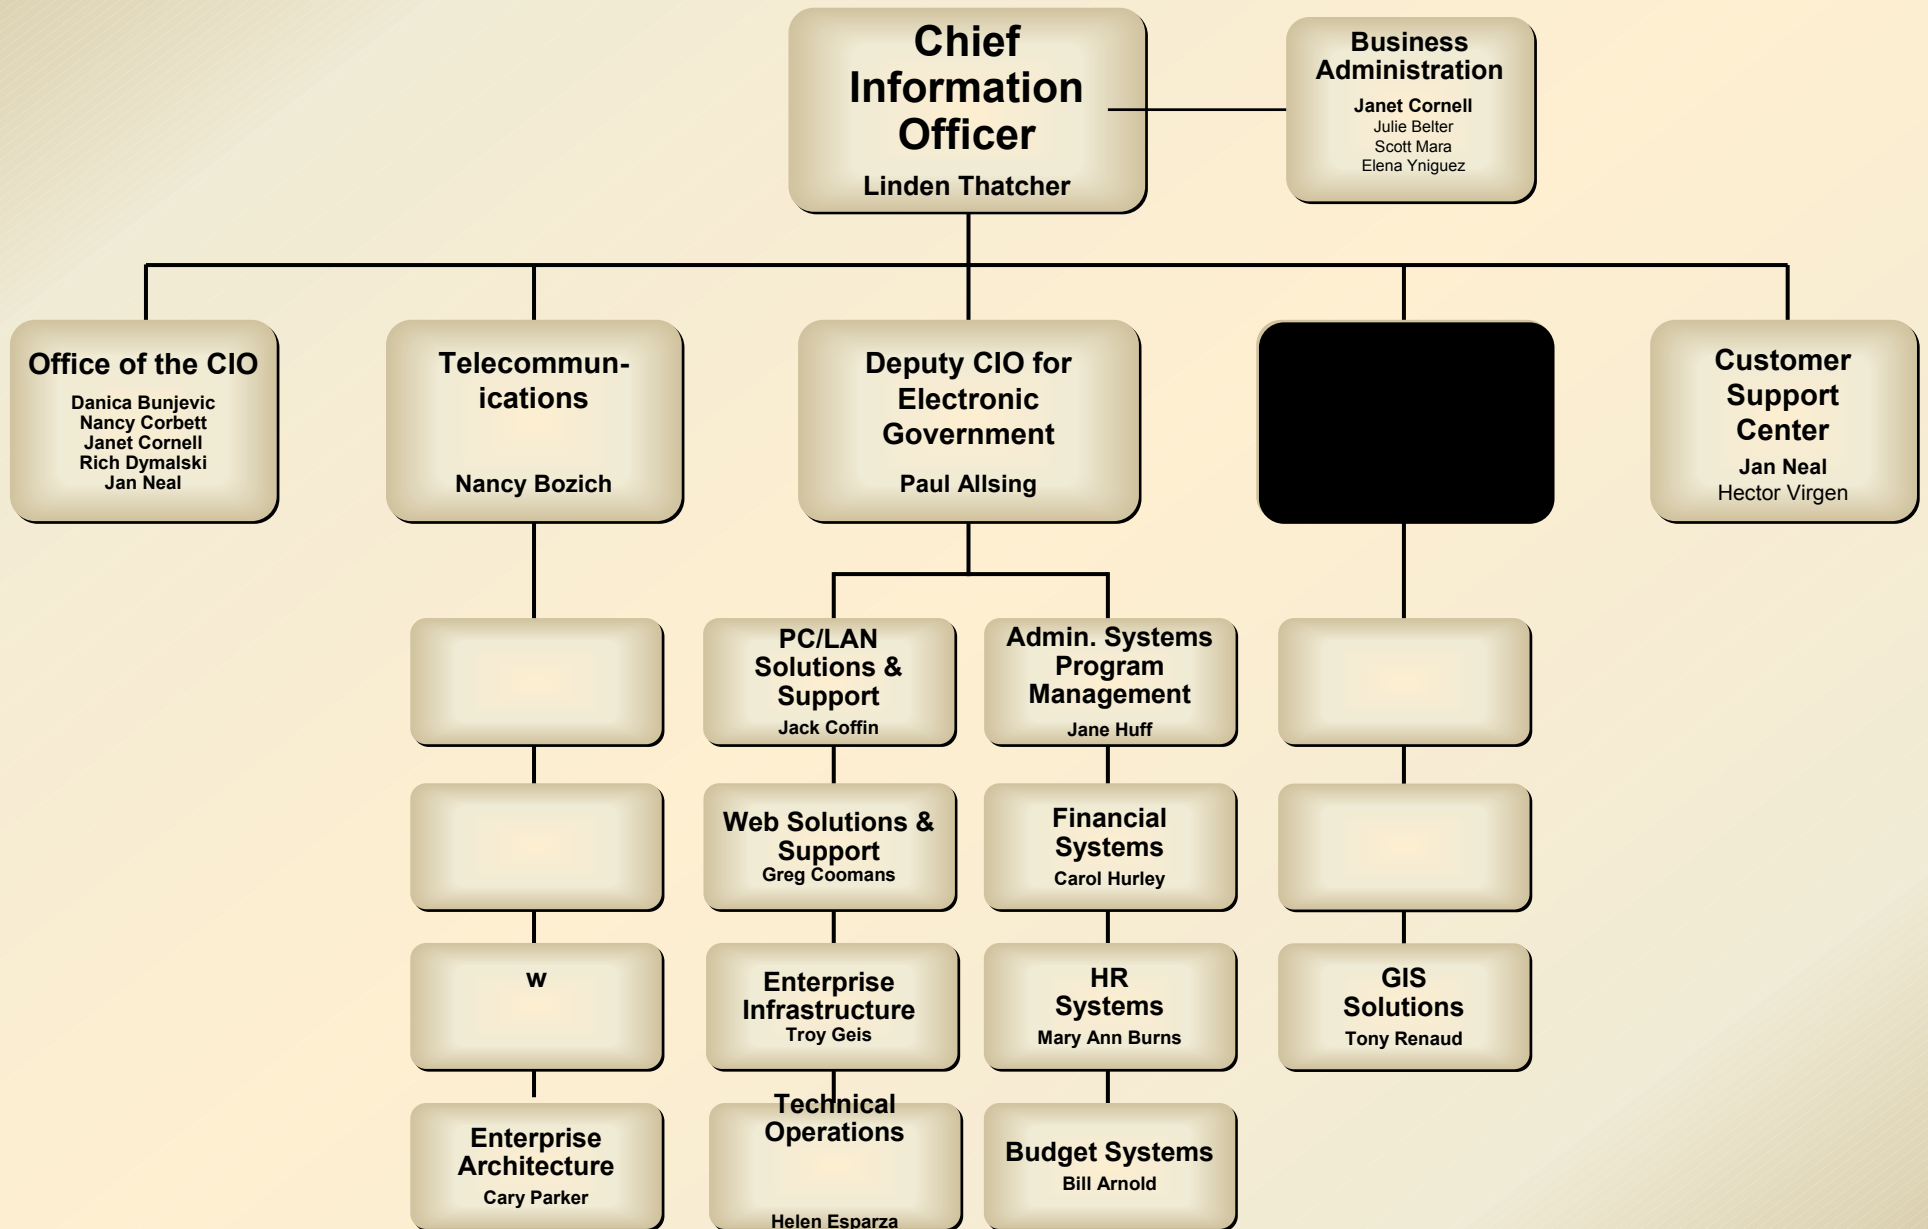 Chief
Information
Officer
Linden Thatcher
Business
Administration
Janet Cornell
Julie Belter
Scott Mara
Elena Yniguez
Office of the CIO
Danica Bunjevic
Nancy Corbett
Janet Cornell
Rich Dymalski
Jan Neal
Telecommun-
ications
Nancy Bozich
Deputy CIO for
Electronic
Government
Paul Allsing
Customer
Support
Center
Jan Neal
Hector Virgen
w
Enterprise
Architecture
Cary Parker
PC/LAN
Solutions &
Support
Jack Coffin
Web Solutions &
Support
Greg Coomans
Enterprise
Infrastructure
Troy Geis
Technical
Operations
Helen Esparza
Admin. Systems
Program
Management
Jane Huff
Financial
Systems
Carol Hurley
HR
Systems
Mary Ann Burns
Budget Systems
Bill Arnold
GIS
Solutions
Tony Renaud